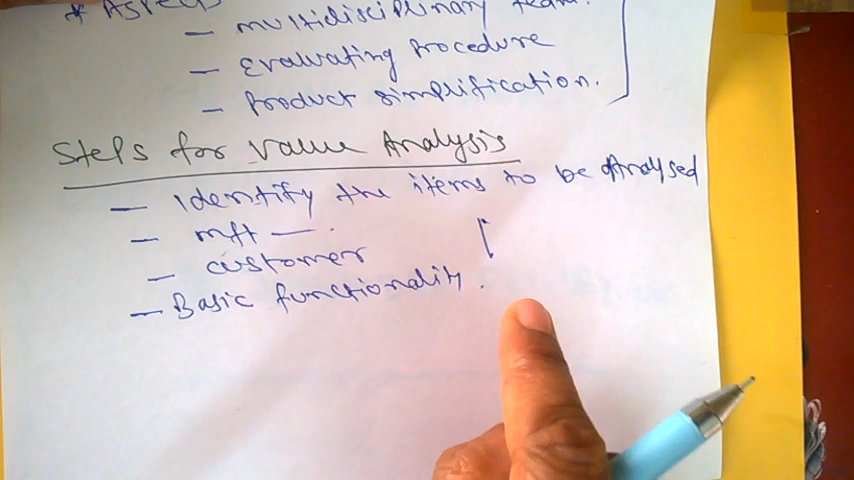 * Aspects
— multidisciplinary team.
— Evaluating Procedure
— Product simplification.
Steps for Value Analysis
— Identify the items to be Analysed
— mft —
— customer
— Basic functionality.